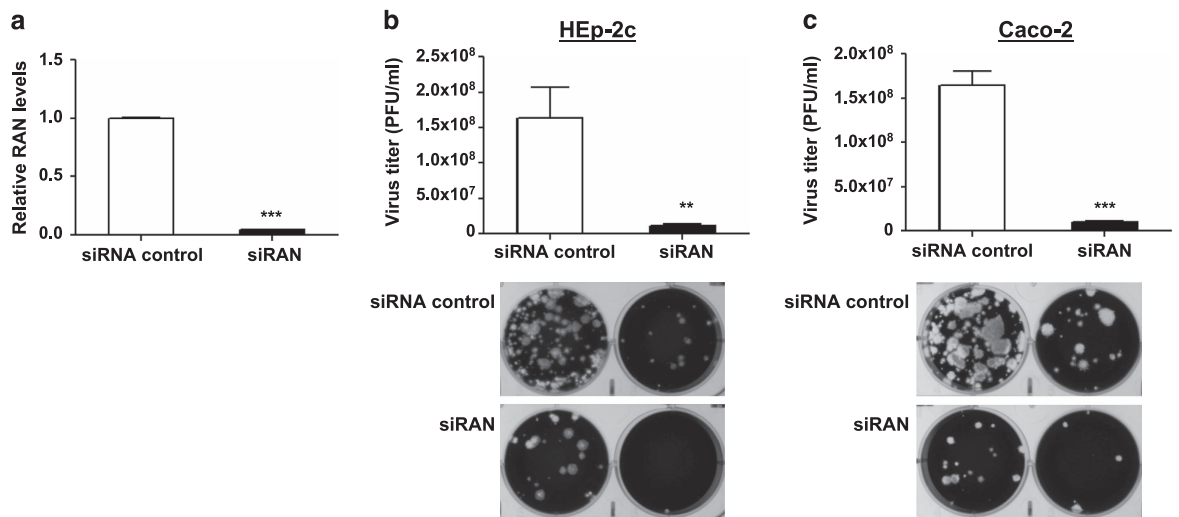 a
Relative RAN levels
1.5
1.0
0.5
0.0
***
siRNA control
siRAN
b
HEp-2c
Virus titer (PFU/ml)
2.5x10⁸
2.0x10⁸
1.5x10⁸
1.0x10⁸
5.0x10⁷
0
**
siRNA control
siRAN
siRNA control
siRAN
c
Caco-2
Virus titer (PFU/ml)
2.0x10⁸
1.5x10⁸
1.0x10⁸
5.0x10⁷
0
***
siRNA control
siRAN
siRNA control
siRAN